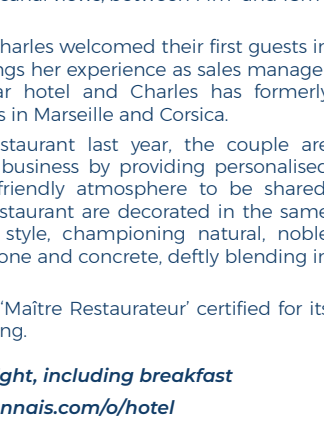 harles welcomed their first guests in
ngs her experience as sales manage
ar hotel and Charles has formerly
s in Marseille and Corsica.
staurant last year, the couple are
business by providing personalised
friendly atmosphere to be shared
staurant are decorated in the same
style, championing natural, noble
one and concrete, deftly blending in
'Maître Restaurateur' certified for its
ng.
ght, including breakfast
nnais.com/o/hotel